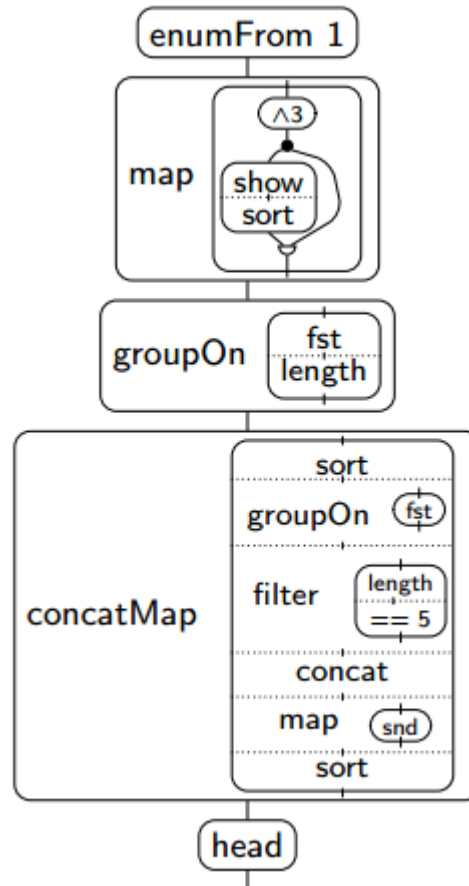 enumFrom 1
map
∧3
show
sort
groupOn
fst
length
concatMap
sort
groupOn fst
filter
length
== 5
concat
map snd
sort
head